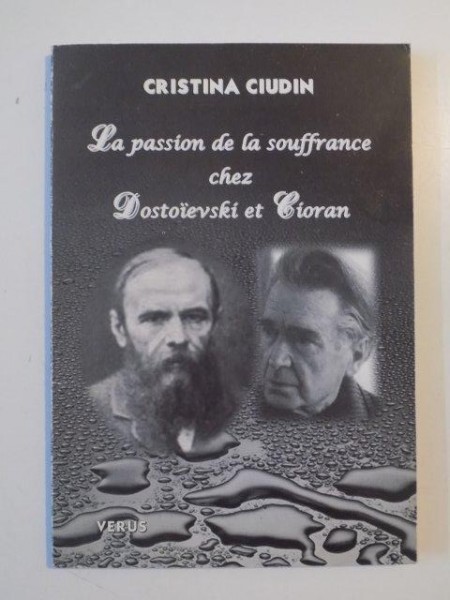 CRISTINA CIUDIN
La passion de la souffrance
chez
Dostoïevski et Cioran
VERUS